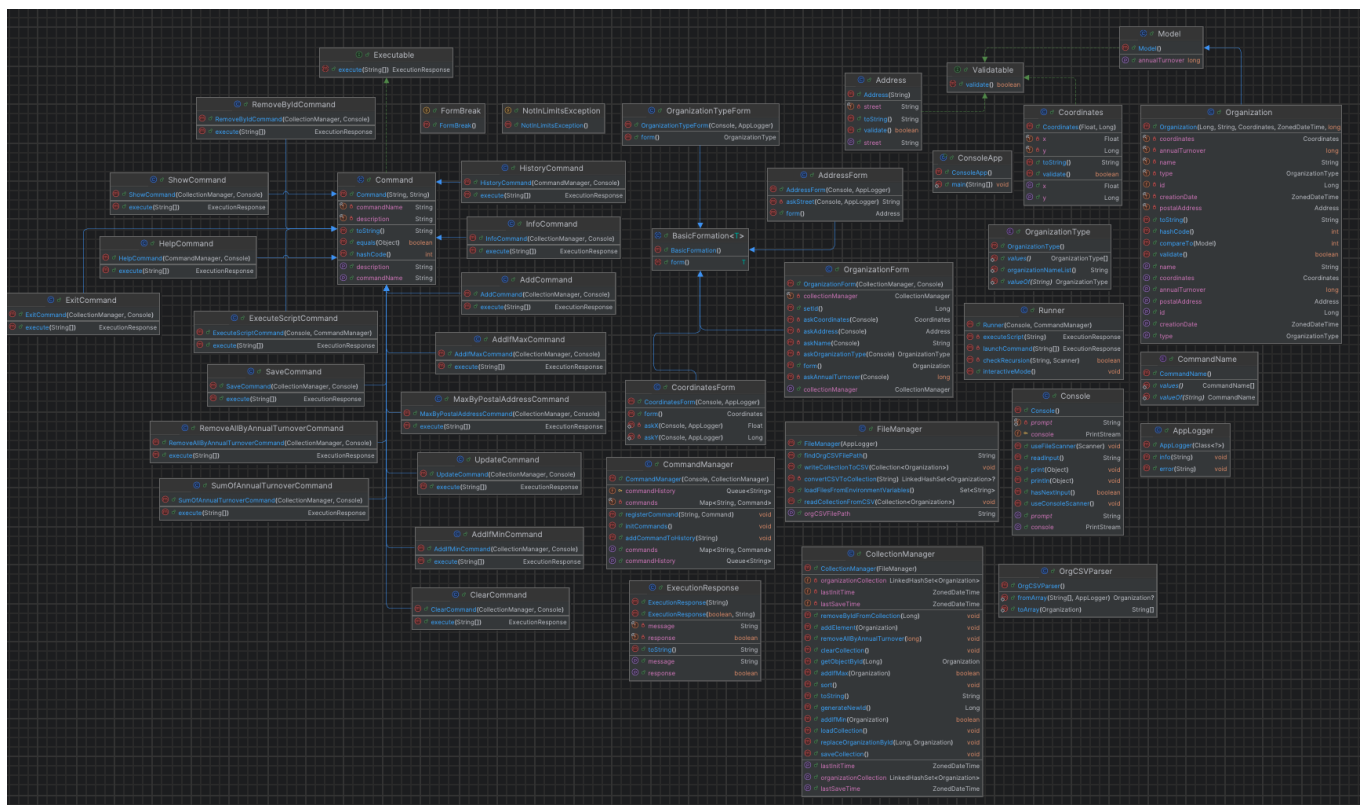 Executable
execute(String[]) ExecutionResponse
RemoveByIdCommand
RemoveByIdCommand(CollectionManager, Console)
execute(String[]) ExecutionResponse
FormBreak
FormBreak()
NotInLimitsException
NotInLimitsException()
OrganizationTypeForm
OrganizationTypeForm(Console, AppLogger)
form() OrganizationType
Address
Address(String)
street String
toString() String
validate() boolean
street String
Validatable
validate() boolean
Model
Model()
annualTurnover long
Coordinates
Coordinates(Float, Long)
x Float
y Long
toString() String
validate() boolean
x Float
y Long
Organization
Organization(Long, String, Coordinates, ZonedDateTime, long
coordinates Coordinates
annualTurnover long
name String
type OrganizationType
id Long
creationDate ZonedDateTime
postalAddress Address
toString() String
hashCode() int
compareTo(Model) int
validate() boolean
name String
coordinates Coordinates
annualTurnover long
postalAddress Address
id Long
creationDate ZonedDateTime
type OrganizationType
ShowCommand
ShowCommand(CollectionManager, Console)
execute(String[]) ExecutionResponse
Command
Command(String, String)
commandName String
description String
toString() String
equals(Object) boolean
hashCode() int
description String
commandName String
HistoryCommand
HistoryCommand(CommandManager, Console)
execute(String[]) ExecutionResponse
ConsoleApp
ConsoleApp()
main(String[]) void
AddressForm
AddressForm(Console, AppLogger)
askStreet(Console, AppLogger) String
form() Address
InfoCommand
InfoCommand(CollectionManager, Console)
execute(String[]) ExecutionResponse
BasicFormation<T>
BasicFormation()
form() T
OrganizationType
OrganizationType()
values() OrganizationType[]
organizationNameList() String
valueOf(String) OrganizationType
HelpCommand
HelpCommand(CommandManager, Console)
execute(String[]) ExecutionResponse
AddCommand
AddCommand(CollectionManager, Console)
execute(String[]) ExecutionResponse
OrganizationForm
OrganizationForm(CollectionManager, Console)
collectionManager CollectionManager
setId() Long
askCoordinates(Console) Coordinates
askAddress(Console) Address
askName(Console) String
askOrganizationType(Console) OrganizationType
form() Organization
askAnnualTurnover(Console) long
collectionManager CollectionManager
ExitCommand
ExitCommand(CollectionManager, Console)
execute(String[]) ExecutionResponse
Runner
Runner(Console, CommandManager)
executeScript(String) ExecutionResponse
launchCommand(String[]) ExecutionResponse
checkRecursion(String, Scanner) boolean
interactiveMode() void
ExecuteScriptCommand
ExecuteScriptCommand(Console, CommandManager)
execute(String[]) ExecutionResponse
AddIfMaxCommand
AddIfMaxCommand(CollectionManager, Console)
execute(String[]) ExecutionResponse
CommandName
CommandName()
values() CommandName[]
valueOf(String) CommandName
SaveCommand
SaveCommand(CollectionManager, Console)
execute(String[]) ExecutionResponse
CoordinatesForm
CoordinatesForm(Console, AppLogger)
form() Coordinates
askX(Console, AppLogger) Float
askY(Console, AppLogger) Long
Console
Console()
prompt String
console PrintStream
useFileScanner(Scanner) void
readInput() String
print(Object) void
println(Object) void
hasNextInput() boolean
useConsoleScanner() void
prompt String
console PrintStream
MaxByPostalAddressCommand
MaxByPostalAddressCommand(CollectionManager, Console)
execute(String[]) ExecutionResponse
RemoveAllByAnnualTurnoverCommand
RemoveAllByAnnualTurnoverCommand(CollectionManager, Console)
execute(String[]) ExecutionResponse
FileManager
FileManager(AppLogger)
findOrgCSVFilePath() String
writeCollectionToCSV(Collection<Organization>) void
convertCSVToCollection(String) LinkedHashSet<Organization>?
loadFilesFromEnvironmentVariables() Set<String>
readCollectionFromCSV(Collection<Organization>) void
orgCSVFilePath String
AppLogger
AppLogger(Class<?>)
info(String) void
error(String) void
UpdateCommand
UpdateCommand(CollectionManager, Console)
execute(String[]) ExecutionResponse
CommandManager
CommandManager(Console, CollectionManager)
commandHistory Queue<String>
commands Map<String, Command>
registerCommand(String, Command) void
initCommands() void
addCommandToHistory(String) void
commands Map<String, Command>
commandHistory Queue<String>
SumOfAnnualTurnoverCommand
SumOfAnnualTurnoverCommand(CollectionManager, Console)
execute(String[]) ExecutionResponse
AddIfMinCommand
AddIfMinCommand(CollectionManager, Console)
execute(String[]) ExecutionResponse
CollectionManager
CollectionManager(FileManager)
organizationCollection LinkedHashSet<Organization>
lastInitTime ZonedDateTime
lastSaveTime ZonedDateTime
removeByIdFromCollection(Long) void
addElement(Organization) void
removeAllByAnnualTurnover(long) void
clearCollection() void
getObjectById(Long) Organization
addIfMax(Organization) boolean
sort() void
toString() String
generateNewId() Long
addIfMin(Organization) boolean
loadCollection() void
replaceOrganizationById(Long, Organization) void
saveCollection() void
lastInitTime ZonedDateTime
organizationCollection LinkedHashSet<Organization>
lastSaveTime ZonedDateTime
OrgCSVParser
OrgCSVParser()
fromArray(String[], AppLogger) Organization?
toArray(Organization) String[]
ClearCommand
ClearCommand(CollectionManager, Console)
execute(String[]) ExecutionResponse
ExecutionResponse
ExecutionResponse(String)
ExecutionResponse(boolean, String)
message String
response boolean
toString() String
message String
response boolean